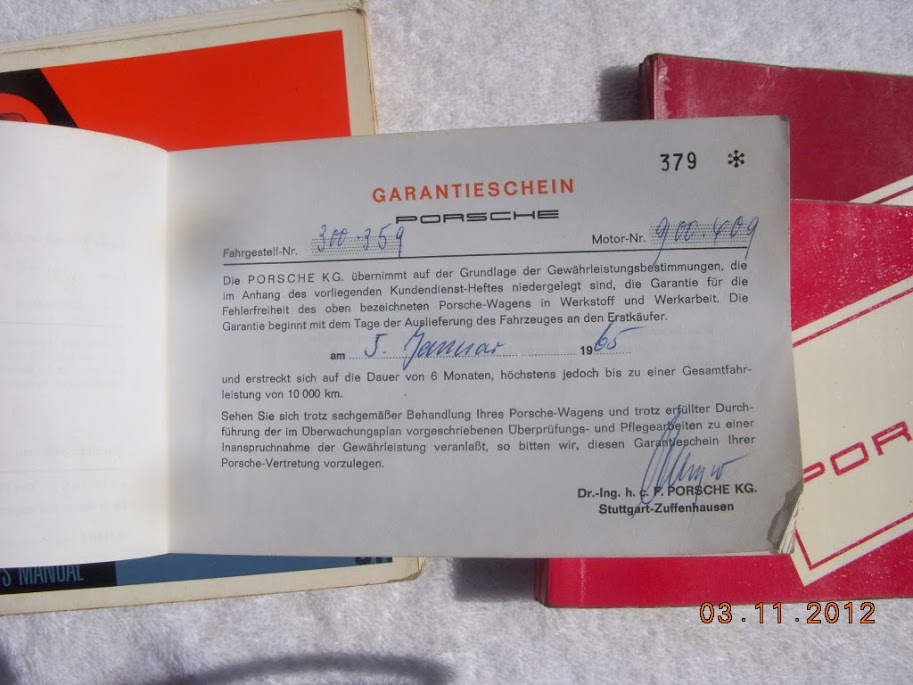 379 *
GARANTIESCHEIN
PORSCHE
Fahrgestell-Nr. 300·359 Motor-Nr. 900·409
Die PORSCHE KG. übernimmt auf der Grundlage der Gewährleistungsbestimmungen, die
im Anhang des vorliegenden Kundendienst-Heftes niedergelegt sind, die Garantie für die
Fehlerfreiheit des oben bezeichneten Porsche-Wagens in Werkstoff und Werkarbeit. Die
Garantie beginnt mit dem Tage der Auslieferung des Fahrzeuges an den Erstkäufer.
am 5. Januar 1965
und erstreckt sich auf die Dauer von 6 Monaten, höchstens jedoch bis zu einer Gesamtfahr-
leistung von 10 000 km.
Sehen Sie sich trotz sachgemäßer Behandlung Ihres Porsche-Wagens und trotz erfüllter Durch-
führung der im Überwachungsplan vorgeschriebenen Überprüfungs- und Pflegearbeiten zu einer
Inanspruchnahme der Gewährleistung veranlaßt, so bitten wir, diesen Garantieschein Ihrer
Porsche-Vertretung vorzulegen.
Dr.-Ing. h. c. F. PORSCHE KG.
Stuttgart-Zuffenhausen
MANUAL
POR
03.11.2012